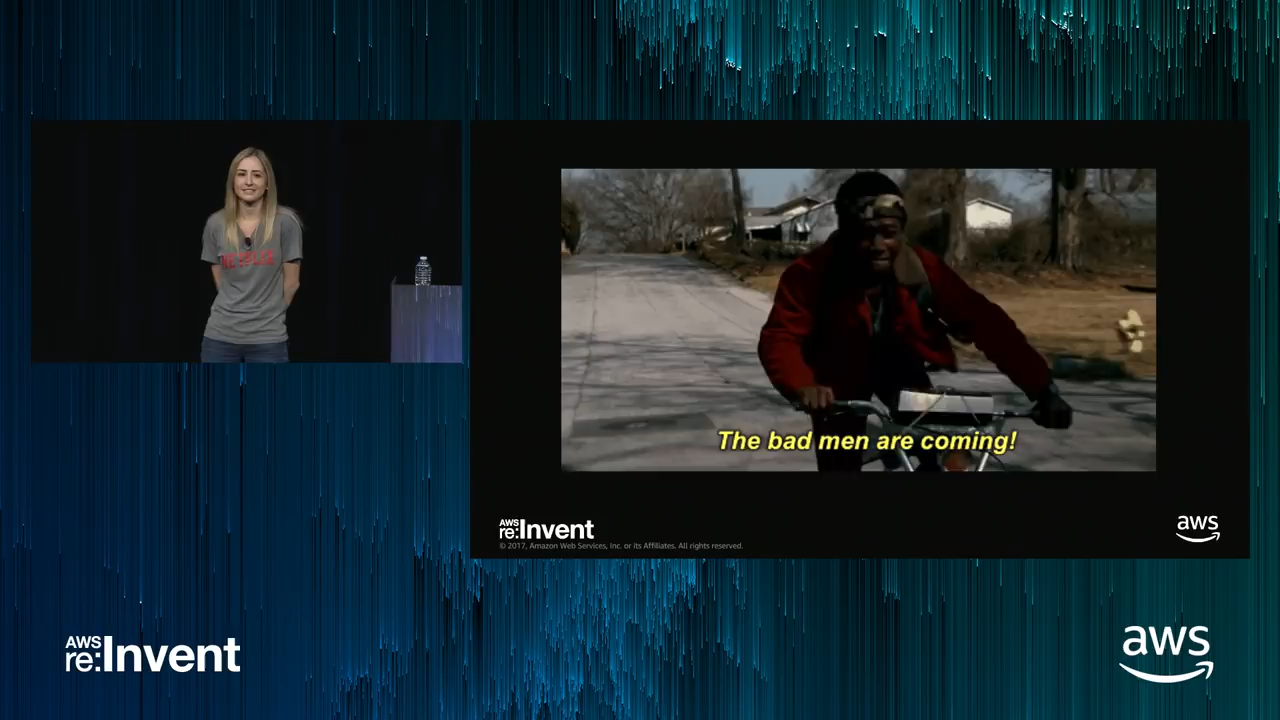 NETFLIX
The bad men are coming!
AWS
re:Invent
© 2017, Amazon Web Services, Inc. or its Affiliates. All rights reserved.
aws
AWS
re:Invent
aws